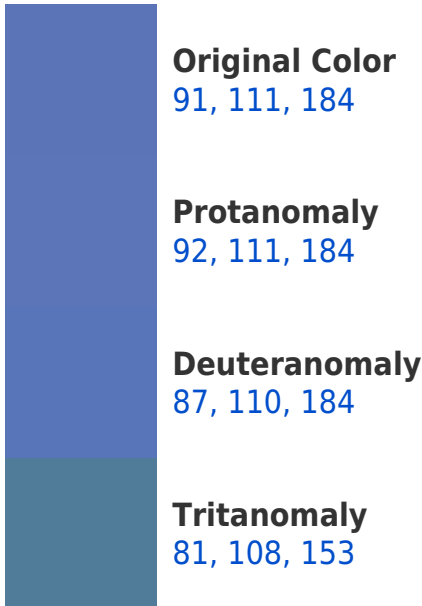 Original Color
91, 111, 184
Protanomaly
92, 111, 184
Deuteranomaly
87, 110, 184
Tritanomaly
81, 108, 153